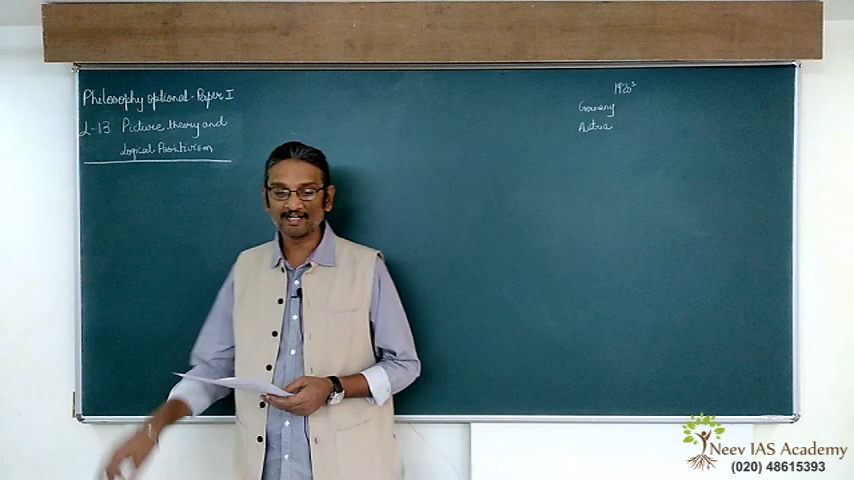 Philosophy optional - Paper I
L-13 Picture theory and
Logical Positivism
1920s
Germany
Austria
Neev IAS Academy
(020) 48615393